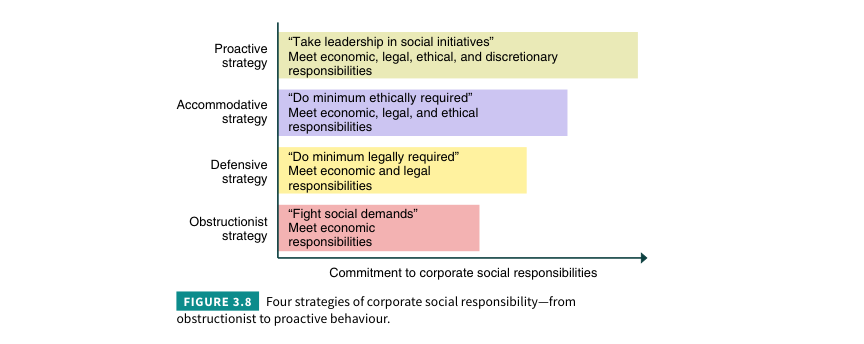 Proactive
strategy
“Take leadership in social initiatives”
Meet economic, legal, ethical, and discretionary
responsibilities
Accommodative
strategy
“Do minimum ethically required”
Meet economic, legal, and ethical
responsibilities
Defensive
strategy
“Do minimum legally required”
Meet economic and legal
responsibilities
Obstructionist
strategy
“Fight social demands”
Meet economic
responsibilities
Commitment to corporate social responsibilities
FIGURE 3.8 Four strategies of corporate social responsibility—from
obstructionist to proactive behaviour.